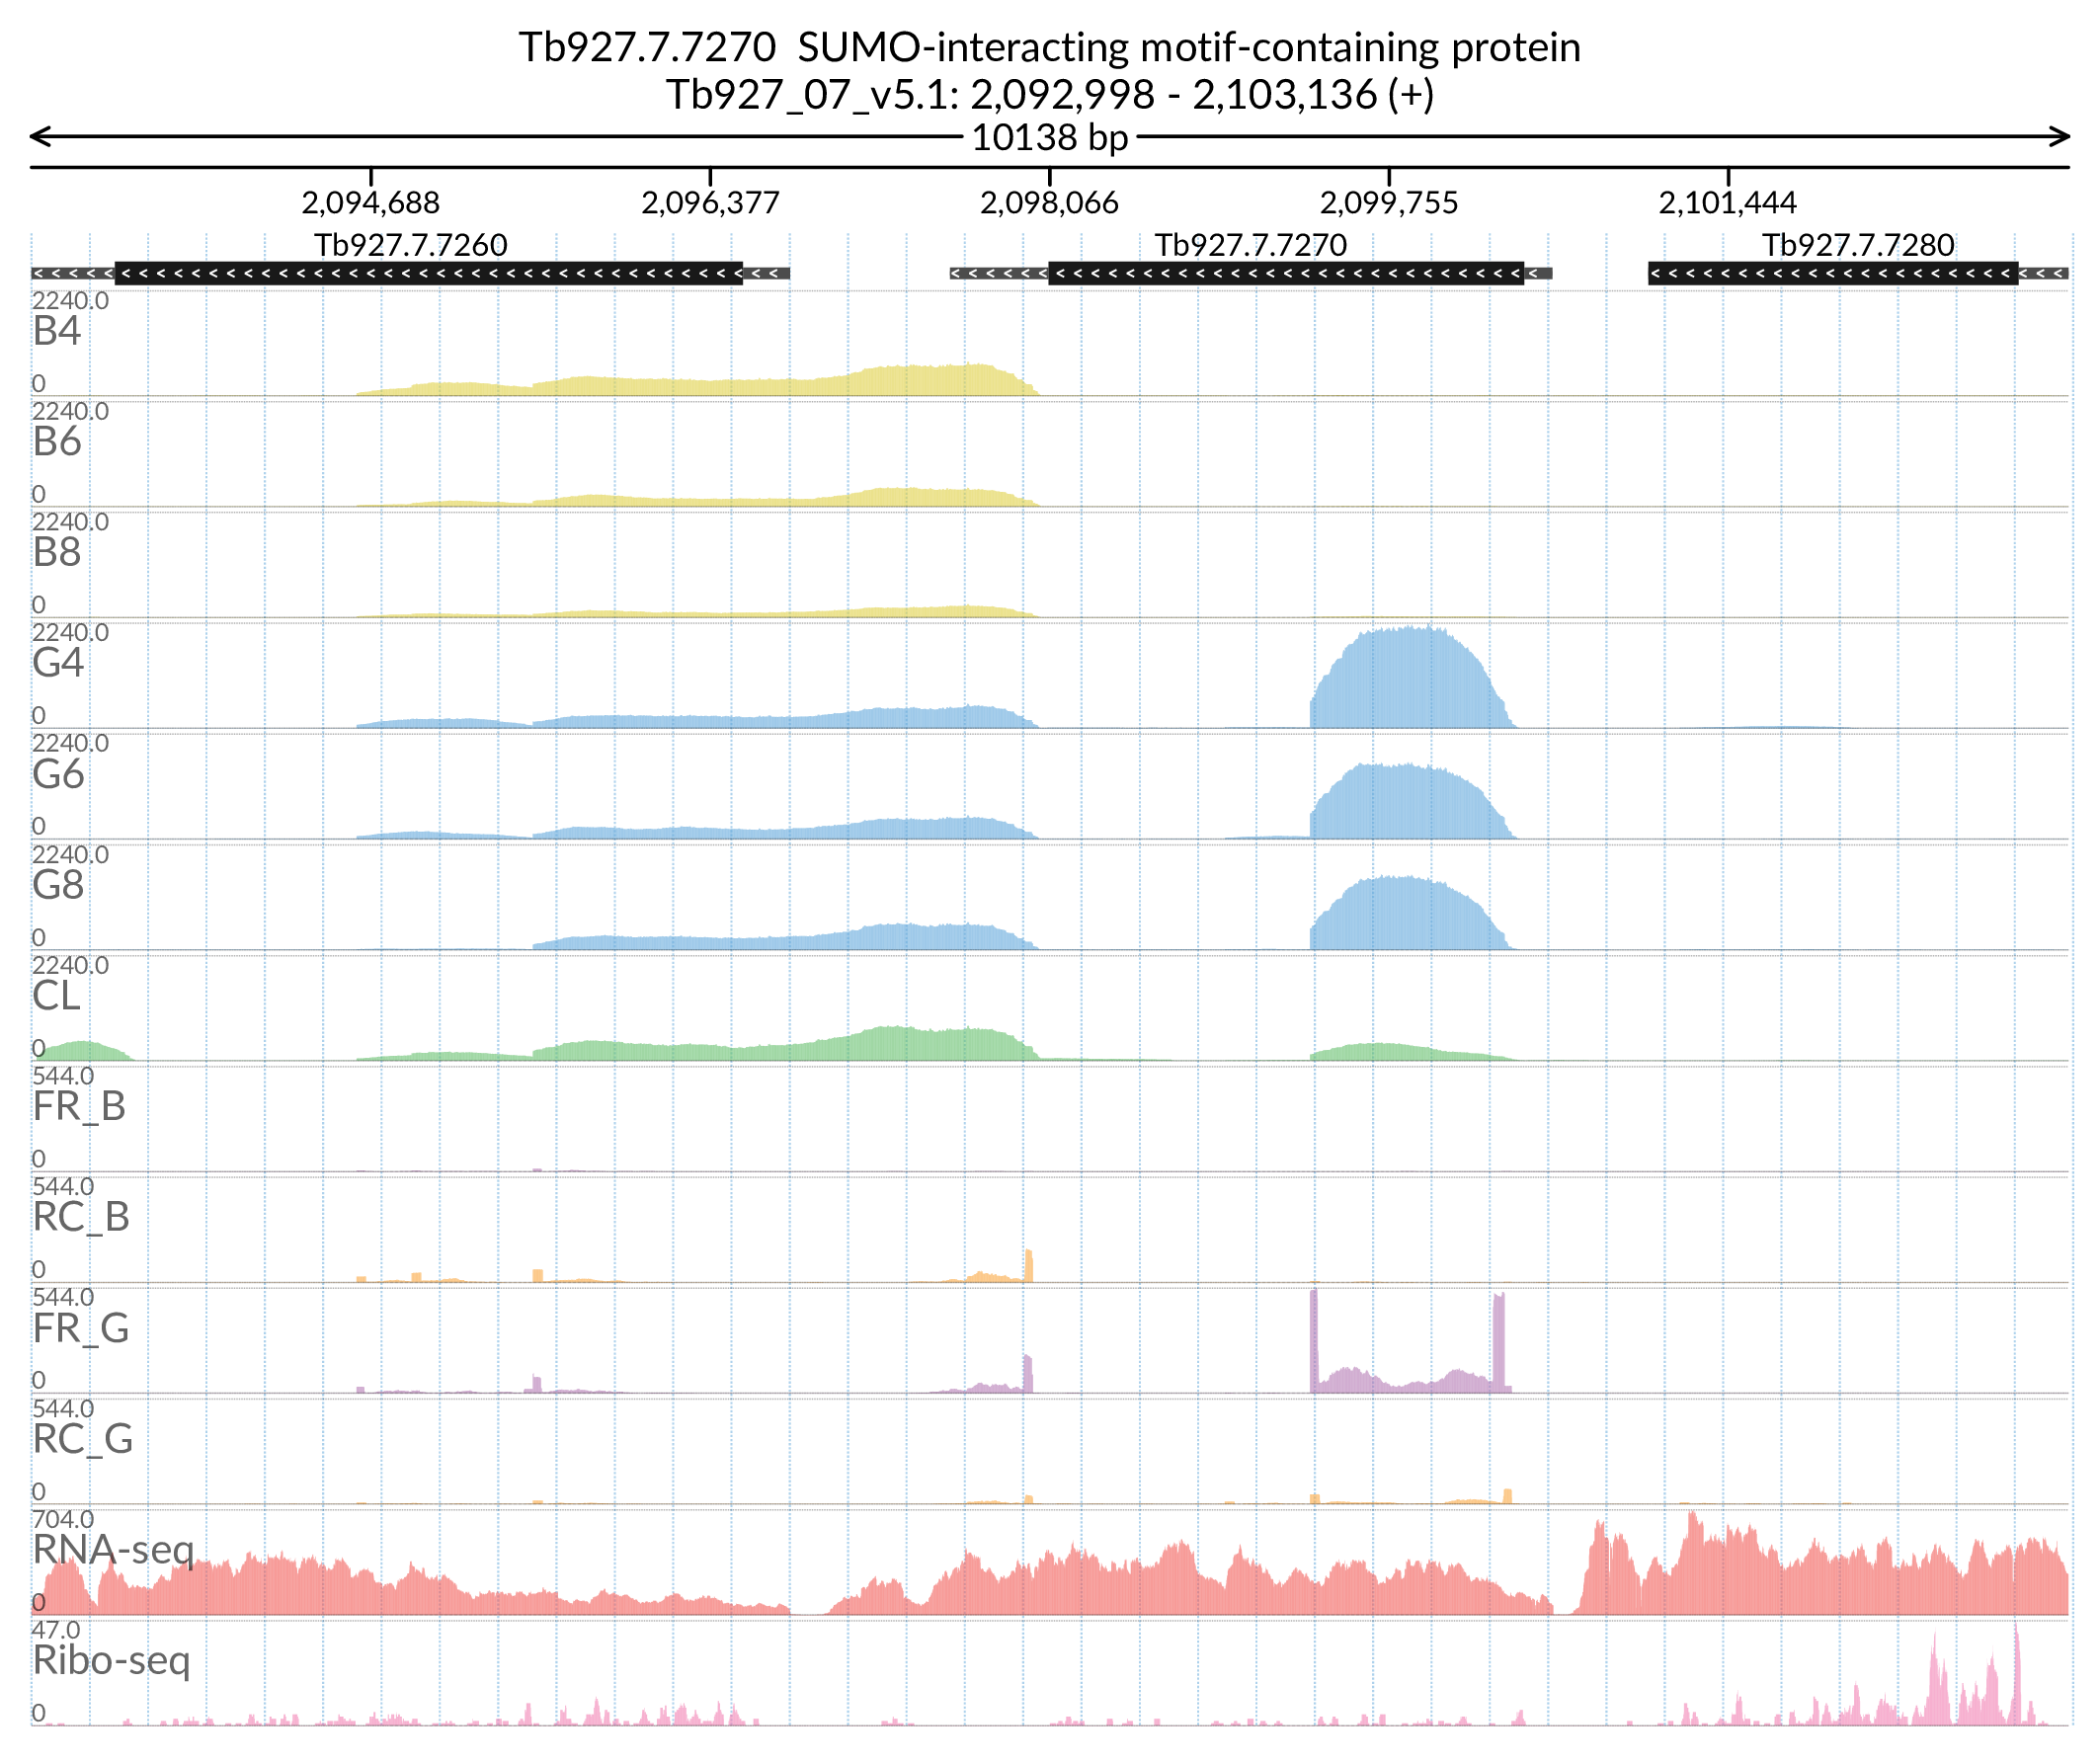 Tb927.7.7270 SUMO-interacting motif-containing protein
Tb927_07_v5.1: 2,092,998 - 2,103,136 (+)
10138 bp
2,094,688 2,096,377 2,098,066 2,099,755 2,101,444
Tb927.7.7260 Tb927.7.7270 Tb927.7.7280
2240.0
B4
0
2240.0
B6
0
2240.0
B8
0
2240.0
G4
0
2240.0
G6
0
2240.0
G8
0
2240.0
CL
0
544.0
FR_B
0
544.0
RC_B
0
544.0
FR_G
0
544.0
RC_G
0
704.0
RNA-seq
0
47.0
Ribo-seq
0